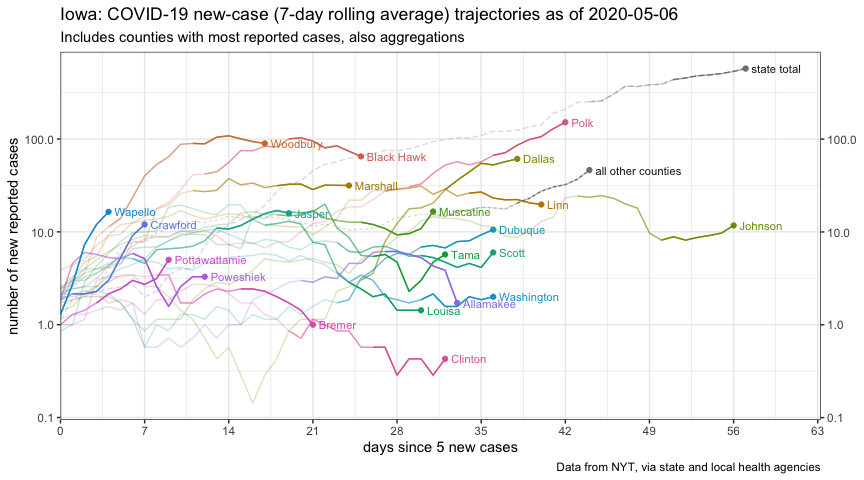 Iowa: COVID-19 new-case (7-day rolling average) trajectories as of 2020-05-06
Includes counties with most reported cases, also aggregations
number of new reported cases
100.0
10.0
1.0
0.1
100.0
10.0
1.0
0.1
state total
Polk
Woodbury
Black Hawk
Dallas
all other counties
Marshall
Linn
Wapello
Jasper
Muscatine
Crawford
Dubuque
Johnson
Pottawattamie
Tama
Scott
Poweshiek
Washington
Allamakee
Louisa
Bremer
Clinton
0 7 14 21 28 35 42 49 56 63
days since 5 new cases
Data from NYT, via state and local health agencies